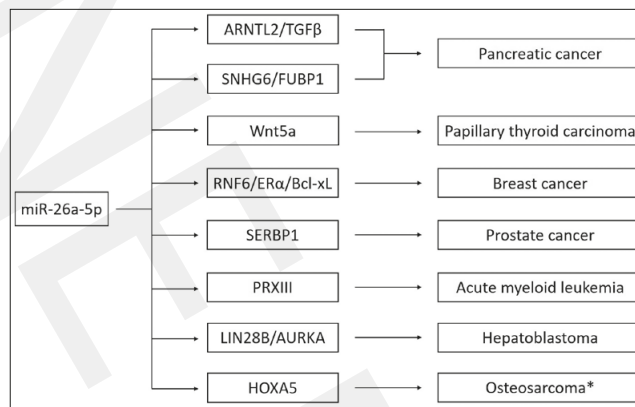 ARNTL2/TGFβ
Pancreatic cancer
SNHG6/FUBP1
Wnt5a
Papillary thyroid carcinoma
RNF6/ERα/Bcl-xL
Breast cancer
miR-26a-5p
SERBP1
Prostate cancer
PRXIII
Acute myeloid leukemia
LIN28B/AURKA
Hepatoblastoma
HOXA5
Osteosarcoma*